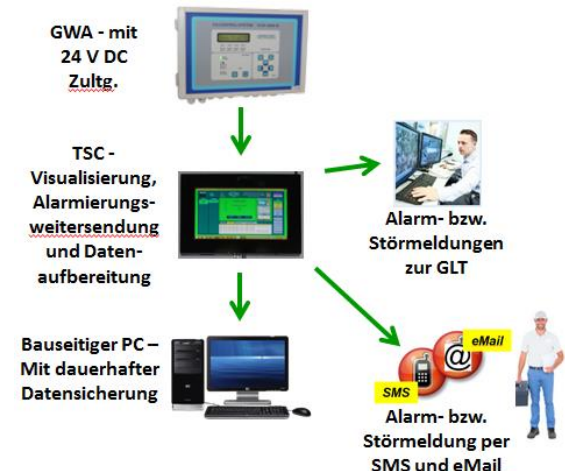 GWA - mit
24 V DC
Zultg.
TSC -
Visualisierung,
Alarmierungs-
weitersendung
und Daten-
aufbereitung
Alarm- bzw.
Störmeldungen
zur GLT
Bauseitiger PC –
Mit dauerhafter
Datensicherung
eMail
@
SMS
Alarm- bzw.
Störmeldung per
SMS und eMail